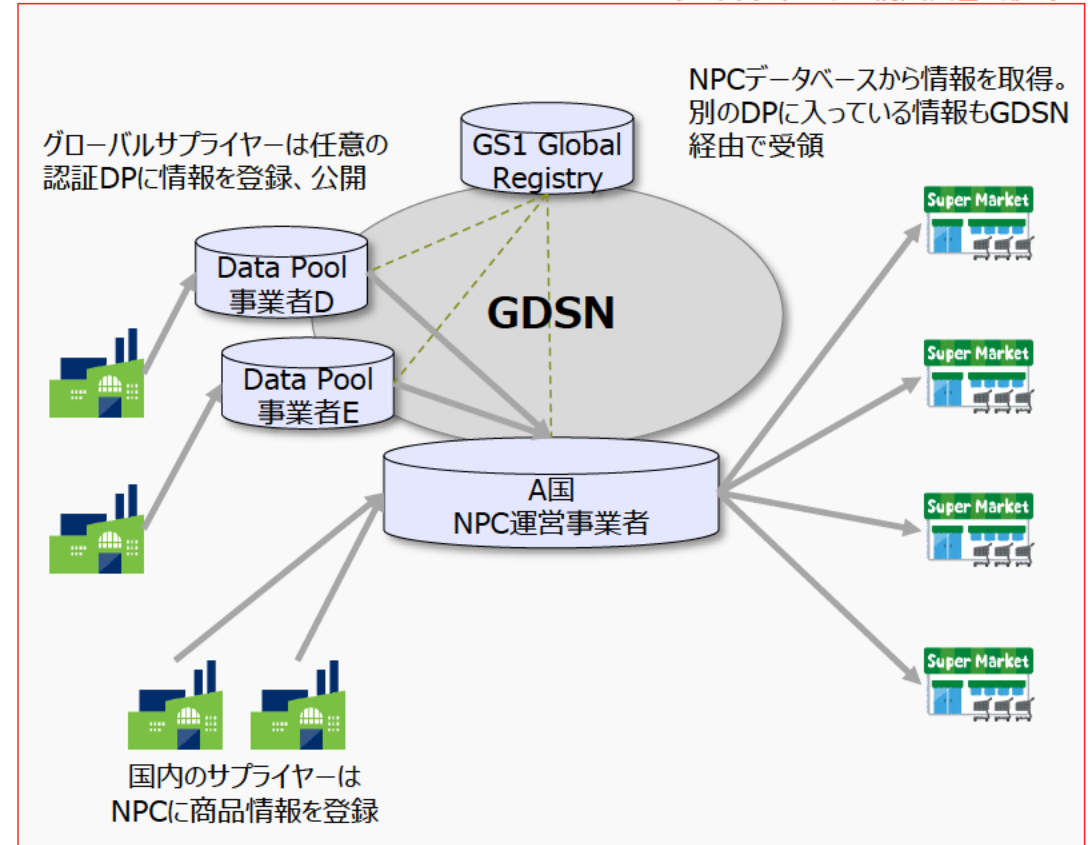 NPCデータベースから情報を取得。
別のDPに入っている情報もGDSN
経由で受領
グローバルサプライヤーは任意の
認証DPに情報を登録、公開
GS1 Global
Registry
Super Market
Data Pool
事業者D
GDSN
Super Market
Data Pool
事業者E
A国
NPC運営事業者
Super Market
Super Market
国内のサプライヤーは
NPCに商品情報を登録